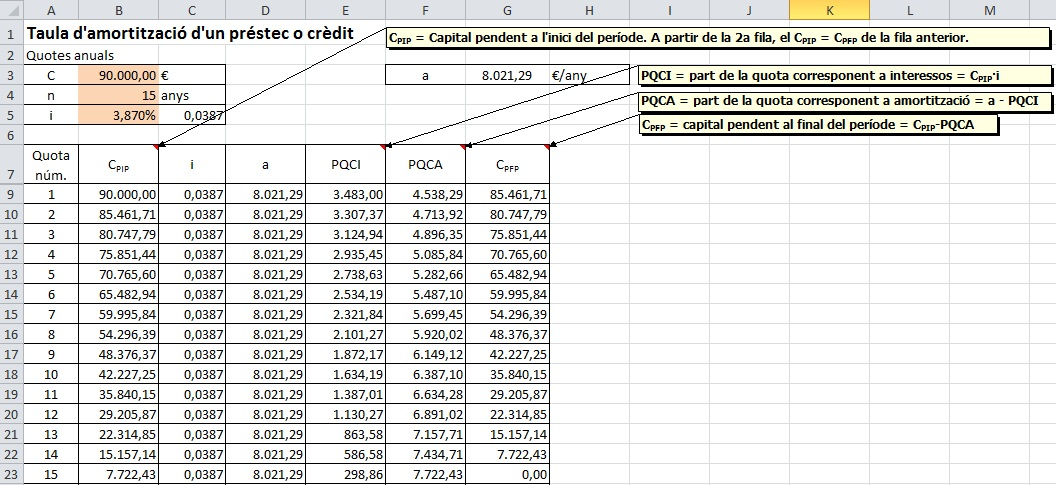 A B C D E F G H I J K L M
1 Taula d'amortització d'un préstec o crèdit C_PIP = Capital pendent a l'inici del període. A partir de la 2a fila, el C_PIP = C_PFP de la fila anterior.
2 Quotes anuals
3 C 90.000,00 € a 8.021,29 €/any PQCI = part de la quota corresponent a interessos = C_PIP·i
4 n 15 anys PQCA = part de la quota corresponent a amortització = a - PQCI
5 i 3,870% 0,0387 C_PFP = capital pendent al final del període = C_PIP-PQCA
6
7 Quota núm. C_PIP i a PQCI PQCA C_PFP
9 1 90.000,00 0,0387 8.021,29 3.483,00 4.538,29 85.461,71
10 2 85.461,71 0,0387 8.021,29 3.307,37 4.713,92 80.747,79
11 3 80.747,79 0,0387 8.021,29 3.124,94 4.896,35 75.851,44
12 4 75.851,44 0,0387 8.021,29 2.935,45 5.085,84 70.765,60
13 5 70.765,60 0,0387 8.021,29 2.738,63 5.282,66 65.482,94
14 6 65.482,94 0,0387 8.021,29 2.534,19 5.487,10 59.995,84
15 7 59.995,84 0,0387 8.021,29 2.321,84 5.699,45 54.296,39
16 8 54.296,39 0,0387 8.021,29 2.101,27 5.920,02 48.376,37
17 9 48.376,37 0,0387 8.021,29 1.872,17 6.149,12 42.227,25
18 10 42.227,25 0,0387 8.021,29 1.634,19 6.387,10 35.840,15
19 11 35.840,15 0,0387 8.021,29 1.387,01 6.634,28 29.205,87
20 12 29.205,87 0,0387 8.021,29 1.130,27 6.891,02 22.314,85
21 13 22.314,85 0,0387 8.021,29 863,58 7.157,71 15.157,14
22 14 15.157,14 0,0387 8.021,29 586,58 7.434,71 7.722,43
23 15 7.722,43 0,0387 8.021,29 298,86 7.722,43 0,00